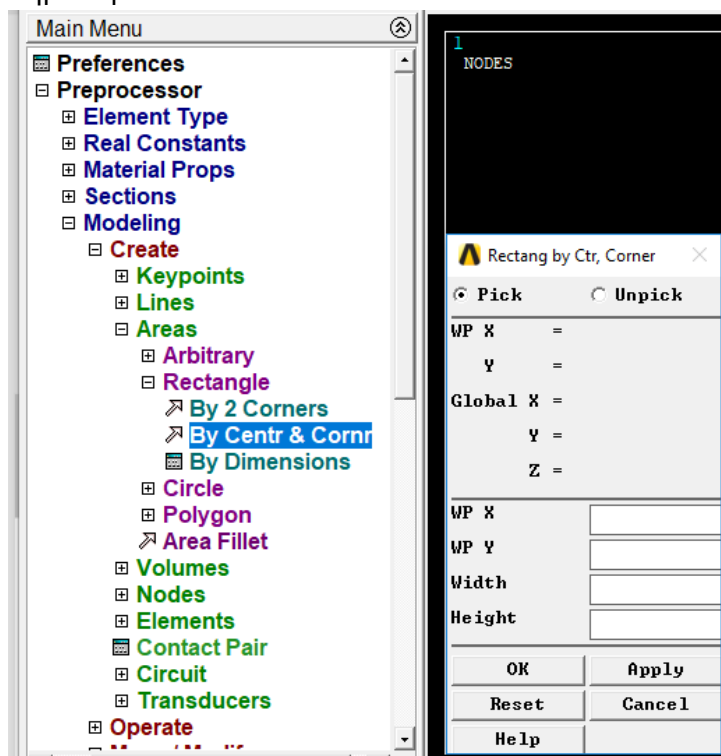 Main Menu
Preferences
Preprocessor
Element Type
Real Constants
Material Props
Sections
Modeling
Create
Keypoints
Lines
Areas
Arbitrary
Rectangle
By 2 Corners
By Centr & Cornr
By Dimensions
Circle
Polygon
Area Fillet
Volumes
Nodes
Elements
Contact Pair
Circuit
Transducers
Operate
1
NODES
Rectang by Ctr, Corner
Pick Unpick
WP X =
Y =
Global X =
Y =
Z =
WP X
WP Y
Width
Height
OK Apply
Reset Cancel
Help